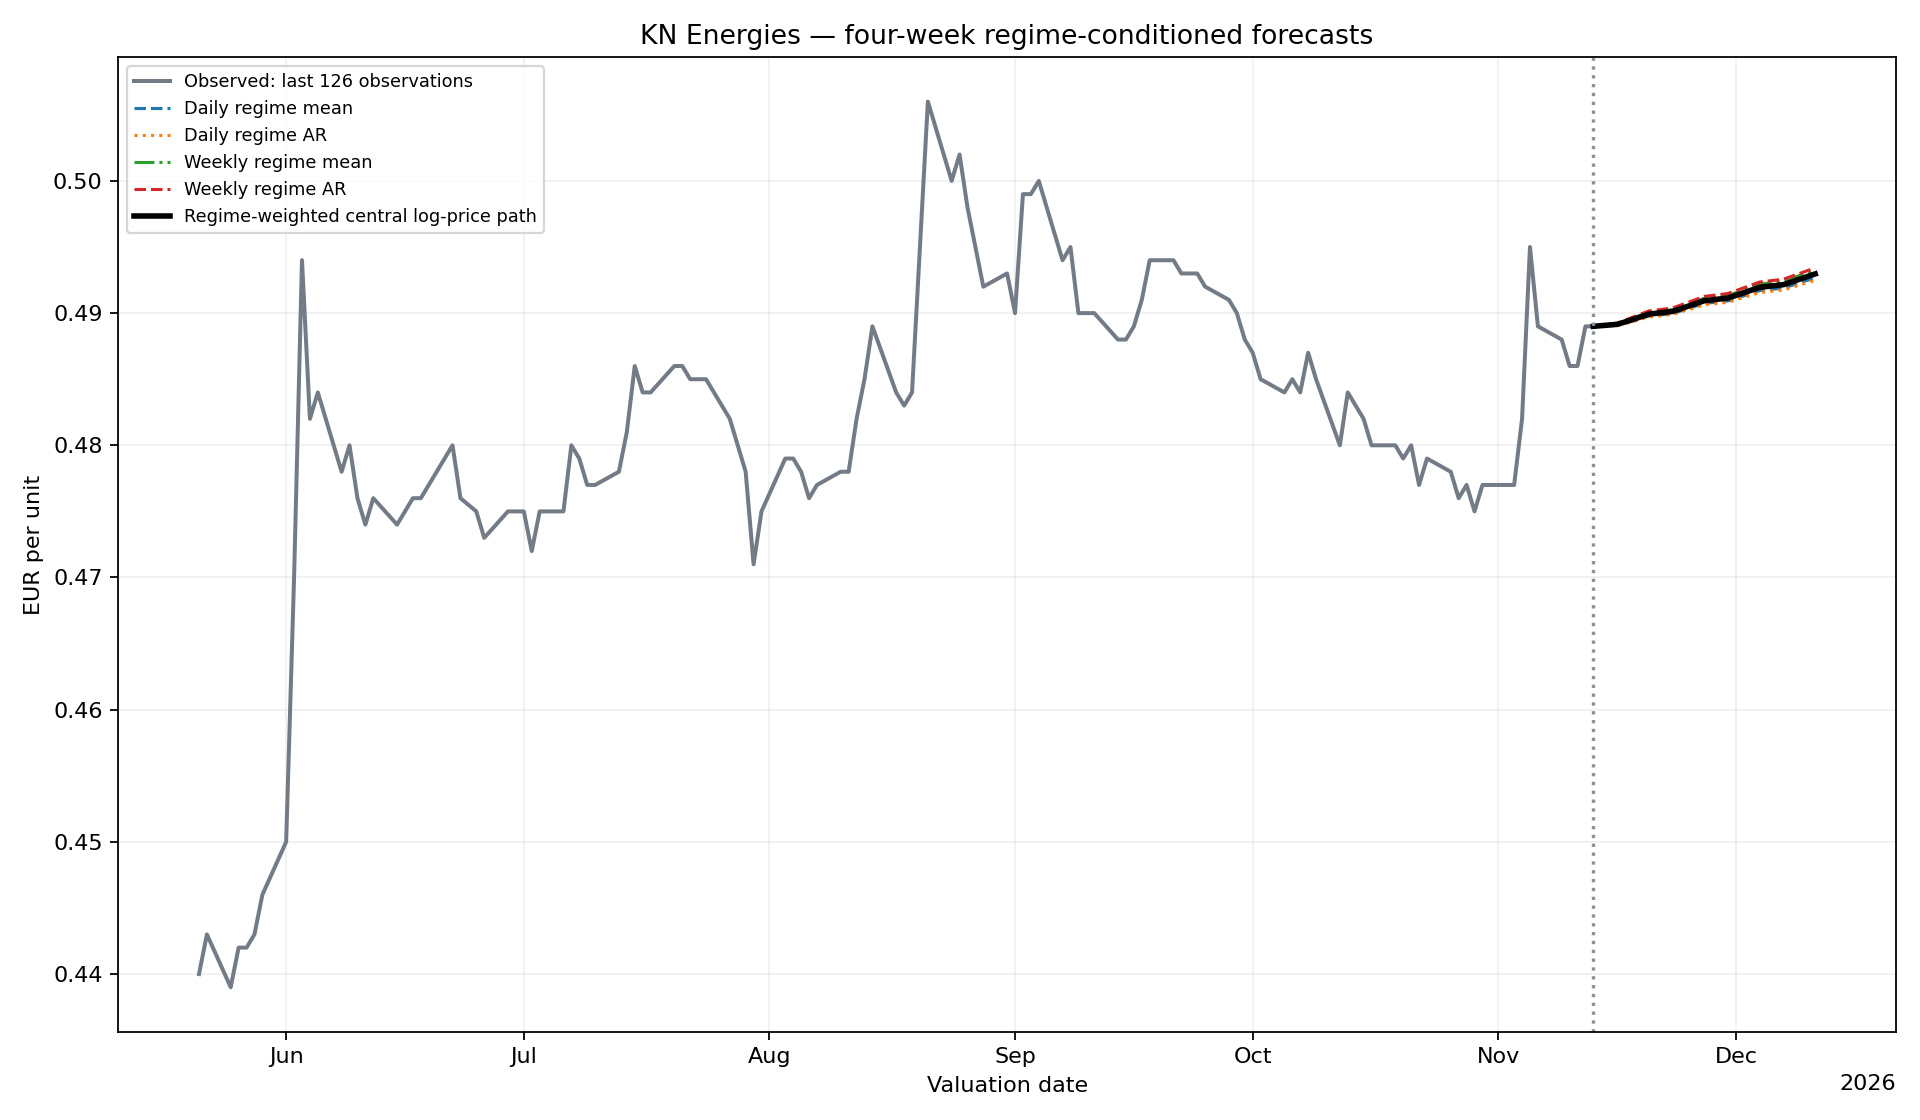 KN Energies — four-week regime-conditioned forecasts
Observed: last 126 observations
Daily regime mean
Daily regime AR
Weekly regime mean
Weekly regime AR
Regime-weighted central log-price path
EUR per unit
0.50
0.49
0.48
0.47
0.46
0.45
0.44
Jun
Jul
Aug
Sep
Oct
Nov
Dec
Valuation date
2026